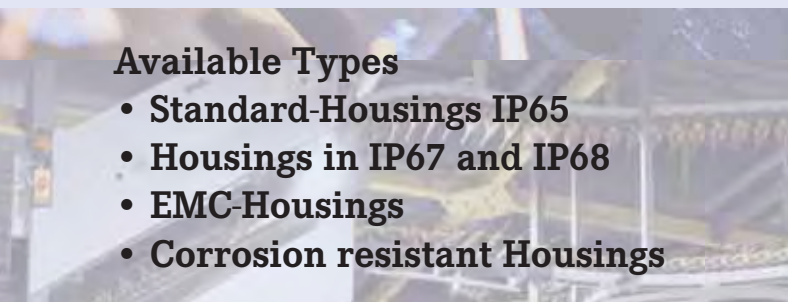 Available Types
• Standard-Housings IP65
• Housings in IP67 and IP68
• EMC-Housings
• Corrosion resistant Housings